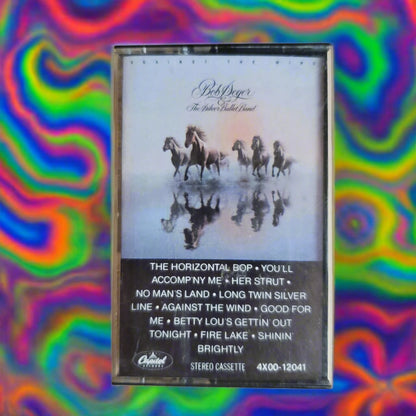 AGAINST THE WIND
Bob Seger
&
The Silver Bullet Band
THE HORIZONTAL BOP • YOU'LL
ACCOMP'NY ME • HER STRUT •
NO MAN'S LAND • LONG TWIN SILVER
LINE • AGAINST THE WIND • GOOD FOR
ME • BETTY LOU'S GETTIN' OUT
TONIGHT • FIRE LAKE • SHININ'
BRIGHTLY
Capitol
RECORDS
STEREO CASSETTE 4X00-12041